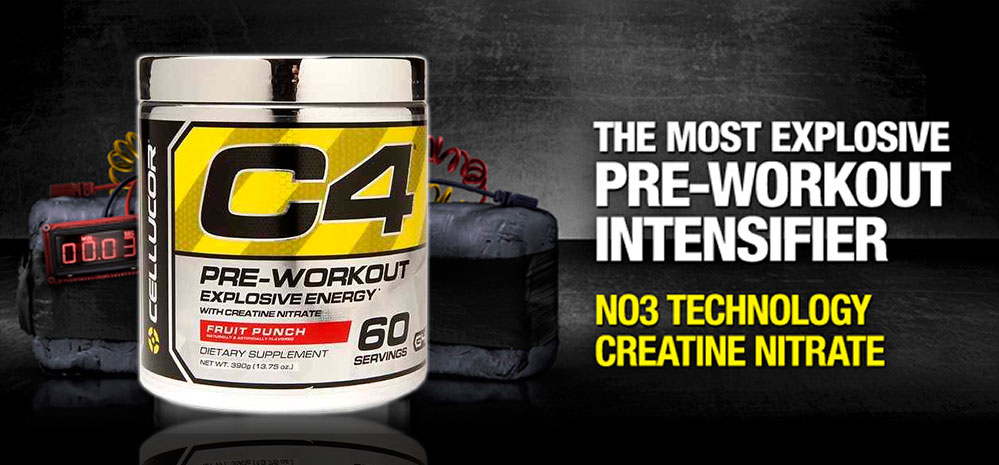 CELLUCOR
C4
PRE-WORKOUT
EXPLOSIVE ENERGY*
WITH CREATINE NITRATE
FRUIT PUNCH
NATURALLY & ARTIFICIALLY FLAVORED
60
SERVINGS
DIETARY SUPPLEMENT
NET WT. 390g (13.75 oz.)
00.03
THE MOST EXPLOSIVE
PRE-WORKOUT
INTENSIFIER
NO3 TECHNOLOGY
CREATINE NITRATE